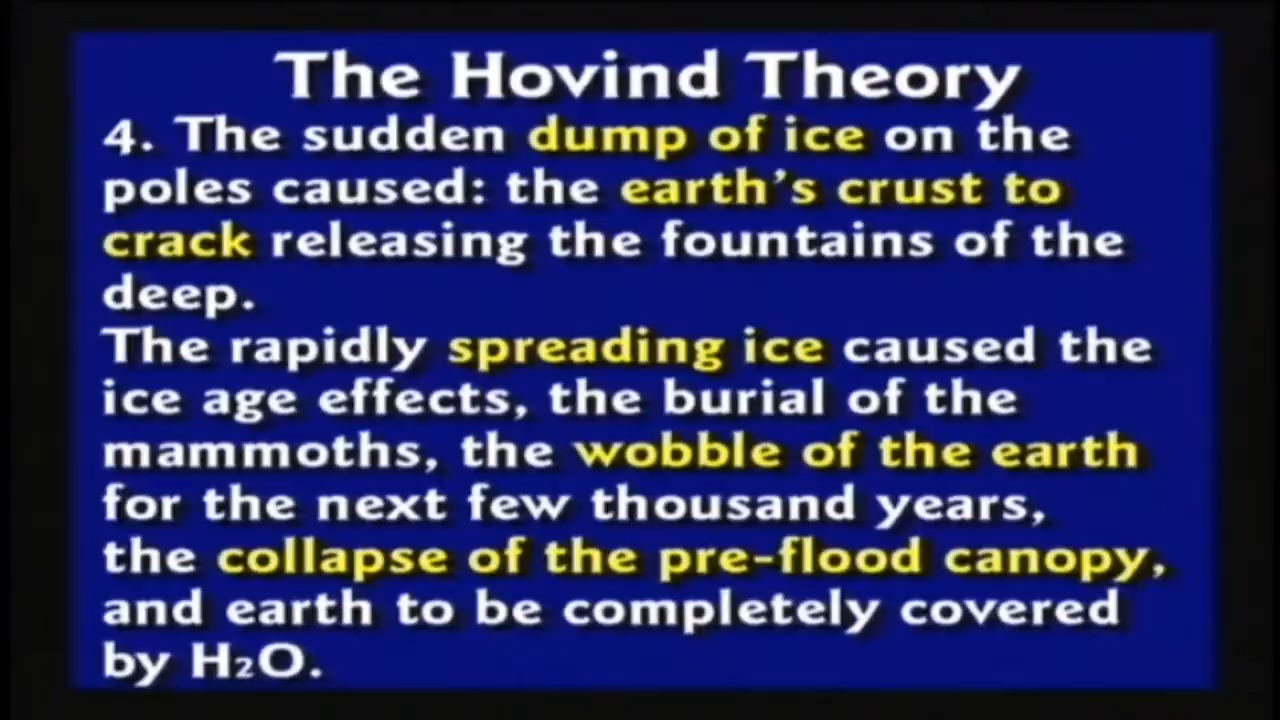 The Hovind Theory
4. The sudden dump of ice on the
poles caused: the earth's crust to
crack releasing the fountains of the
deep.
The rapidly spreading ice caused the
ice age effects, the burial of the
mammoths, the wobble of the earth
for the next few thousand years,
the collapse of the pre-flood canopy,
and earth to be completely covered
by H₂O.